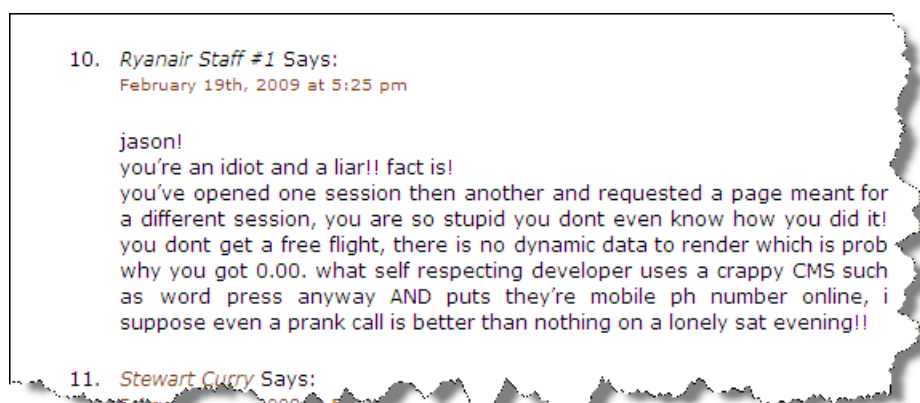 10. Ryanair Staff #1 Says:
February 19th, 2009 at 5:25 pm
jason!
you’re an idiot and a liar!! fact is!
you’ve opened one session then another and requested a page meant for
a different session, you are so stupid you dont even know how you did it!
you dont get a free flight, there is no dynamic data to render which is prob
why you got 0.00. what self respecting developer uses a crappy CMS such
as word press anyway AND puts they’re mobile ph number online, i
suppose even a prank call is better than nothing on a lonely sat evening!!
11. Stewart Curry Says: